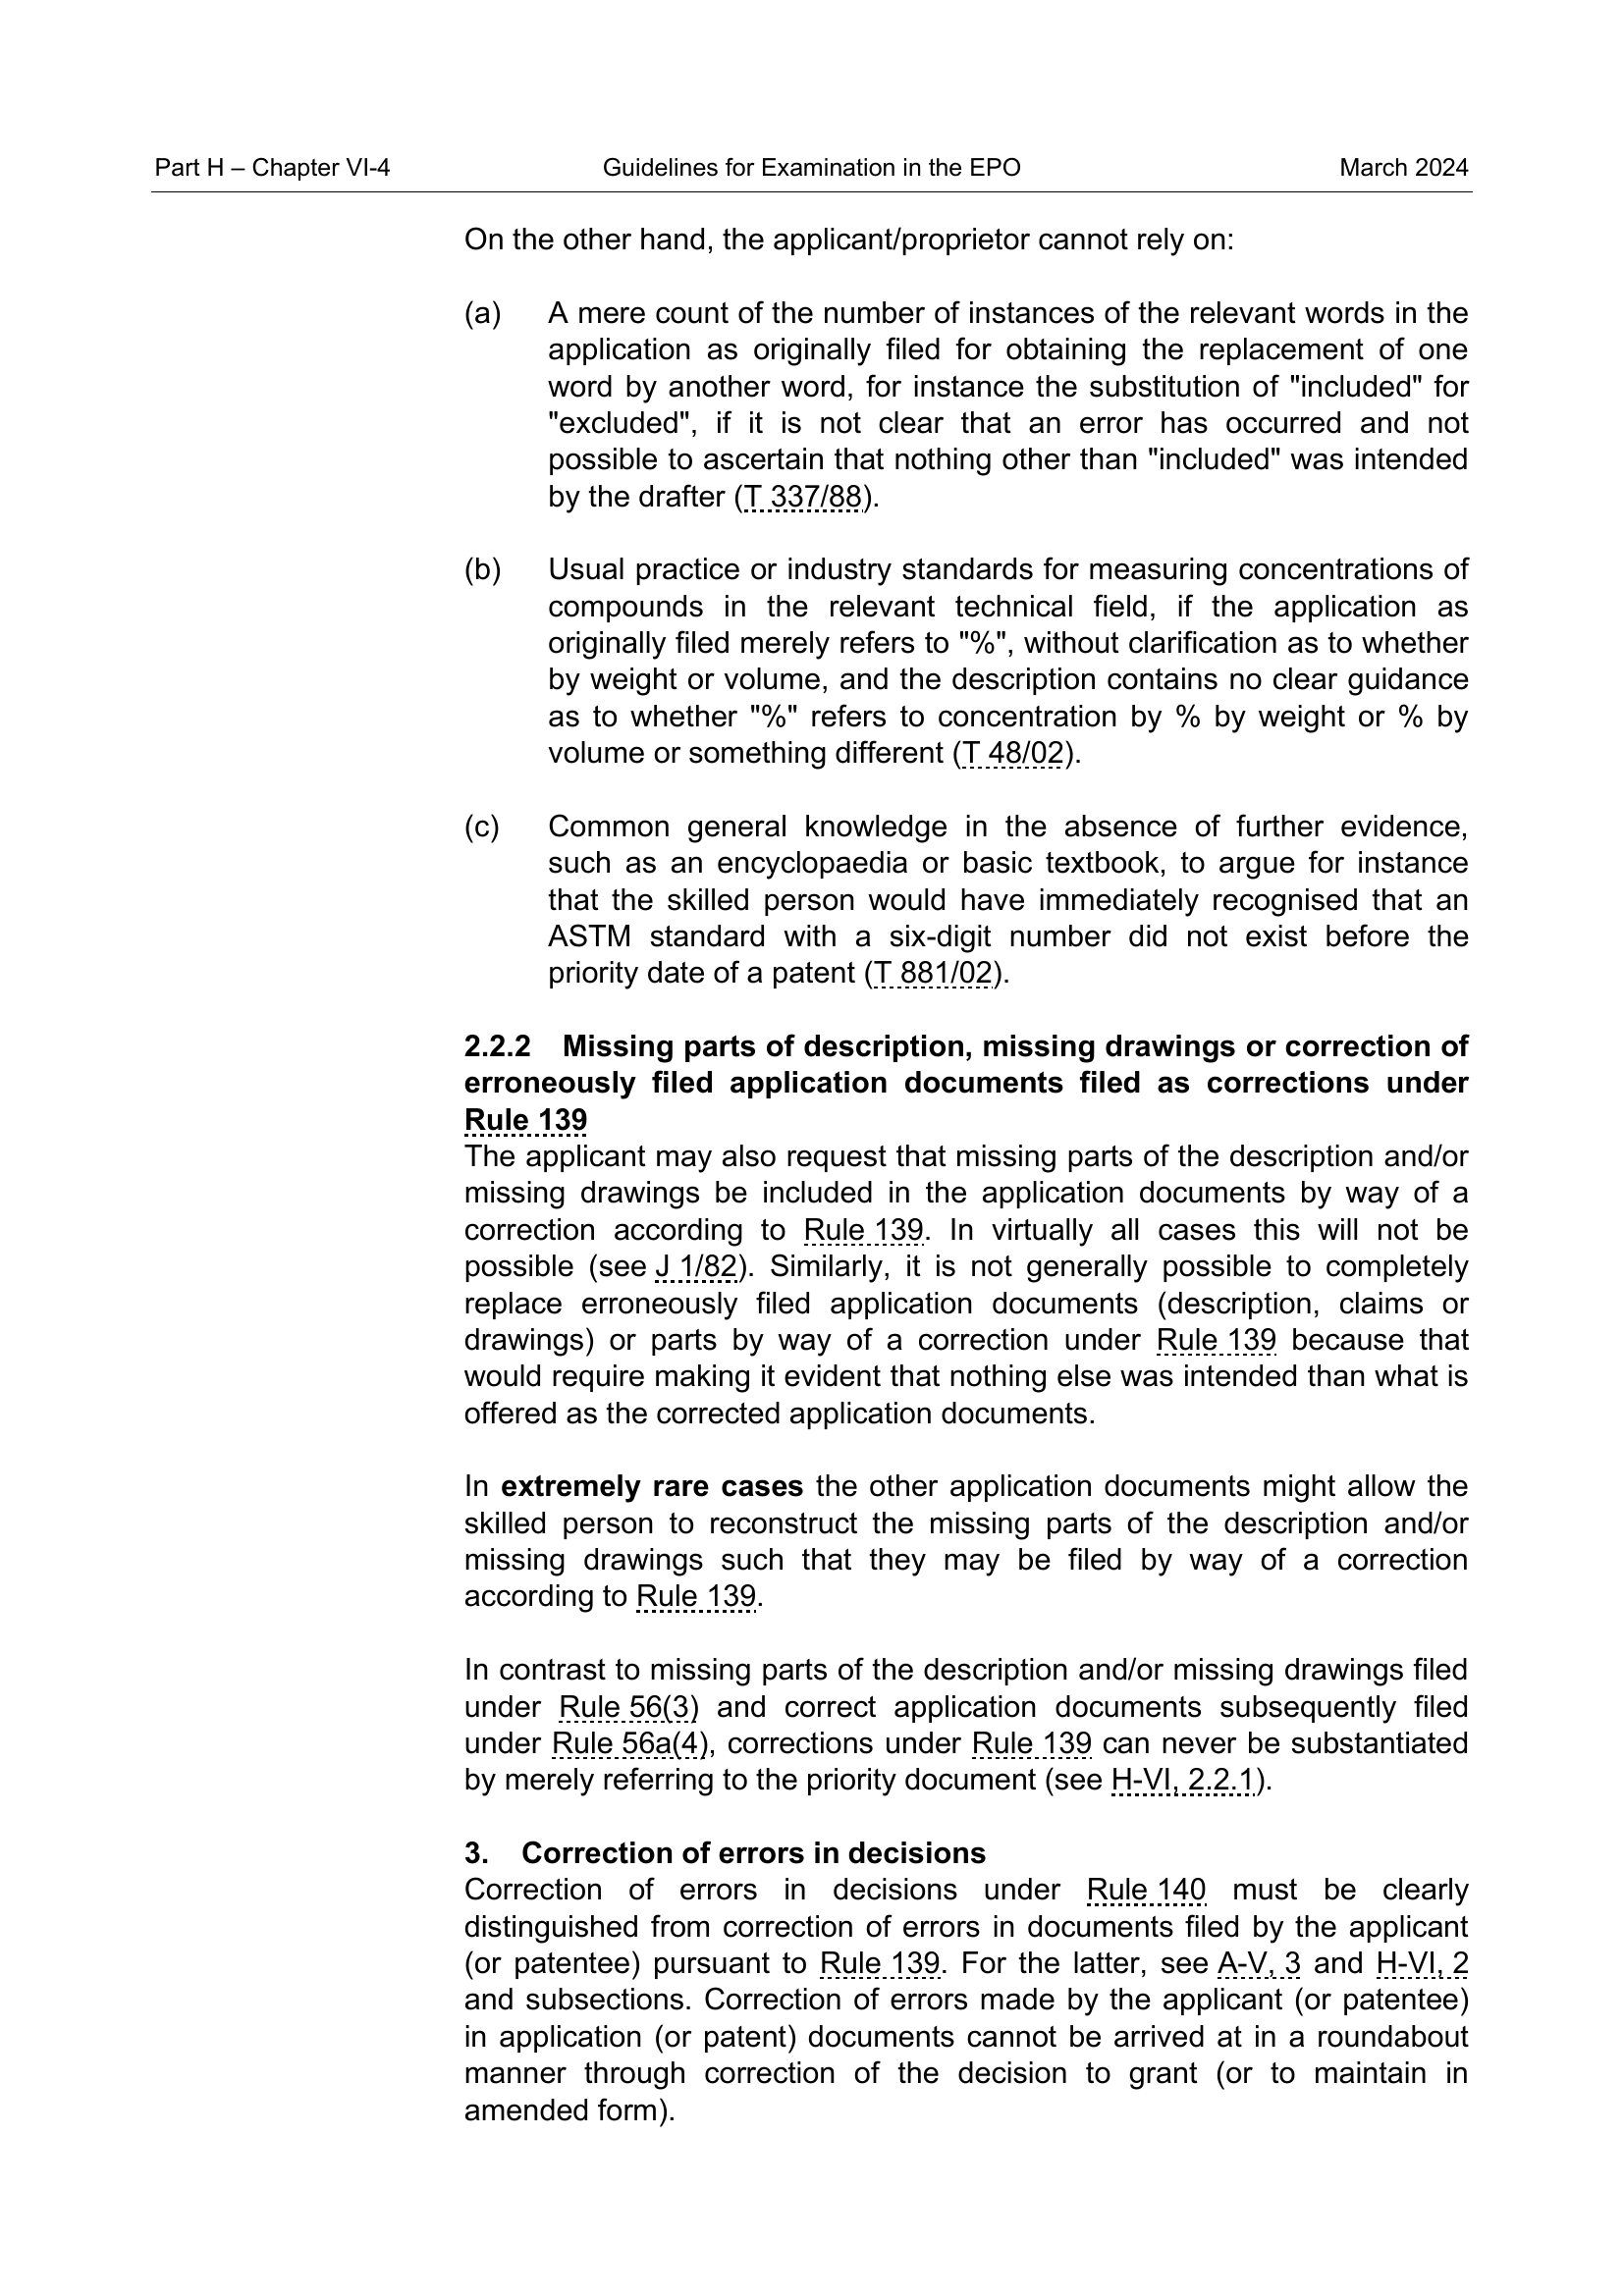 Part H – Chapter VI-4 Guidelines for Examination in the EPO March 2024
On the other hand, the applicant/proprietor cannot rely on:
(a) A mere count of the number of instances of the relevant words in the
application as originally filed for obtaining the replacement of one
word by another word, for instance the substitution of "included" for
"excluded", if it is not clear that an error has occurred and not
possible to ascertain that nothing other than "included" was intended
by the drafter (T 337/88).
(b) Usual practice or industry standards for measuring concentrations of
compounds in the relevant technical field, if the application as
originally filed merely refers to "%", without clarification as to whether
by weight or volume, and the description contains no clear guidance
as to whether "%" refers to concentration by % by weight or % by
volume or something different (T 48/02).
(c) Common general knowledge in the absence of further evidence,
such as an encyclopaedia or basic textbook, to argue for instance
that the skilled person would have immediately recognised that an
ASTM standard with a six-digit number did not exist before the
priority date of a patent (T 881/02).
2.2.2 Missing parts of description, missing drawings or correction of
erroneously filed application documents filed as corrections under
Rule 139
The applicant may also request that missing parts of the description and/or
missing drawings be included in the application documents by way of a
correction according to Rule 139. In virtually all cases this will not be
possible (see J 1/82). Similarly, it is not generally possible to completely
replace erroneously filed application documents (description, claims or
drawings) or parts by way of a correction under Rule 139 because that
would require making it evident that nothing else was intended than what is
offered as the corrected application documents.
In extremely rare cases the other application documents might allow the
skilled person to reconstruct the missing parts of the description and/or
missing drawings such that they may be filed by way of a correction
according to Rule 139.
In contrast to missing parts of the description and/or missing drawings filed
under Rule 56(3) and correct application documents subsequently filed
under Rule 56a(4), corrections under Rule 139 can never be substantiated
by merely referring to the priority document (see H-VI, 2.2.1).
3. Correction of errors in decisions
Correction of errors in decisions under Rule 140 must be clearly
distinguished from correction of errors in documents filed by the applicant
(or patentee) pursuant to Rule 139. For the latter, see A-V, 3 and H-VI, 2
and subsections. Correction of errors made by the applicant (or patentee)
in application (or patent) documents cannot be arrived at in a roundabout
manner through correction of the decision to grant (or to maintain in
amended form).